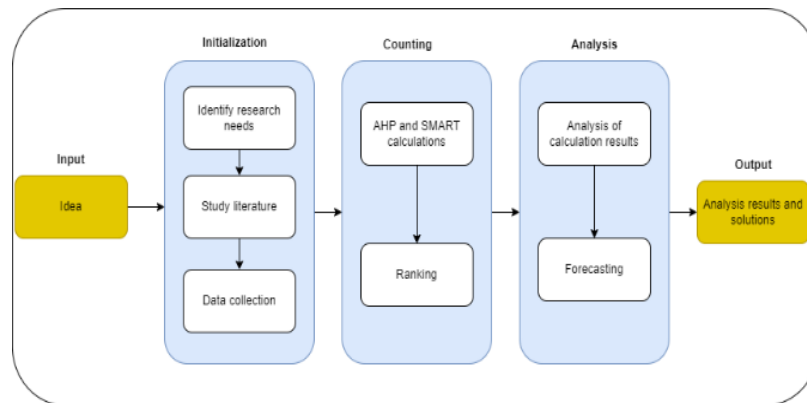 Input
Idea
Initialization
Identify research
needs
Study literature
Data collection
Counting
AHP and SMART
calculations
Ranking
Analysis
Analysis of
calculation results
Forecasting
Output
Analysis results and
solutions